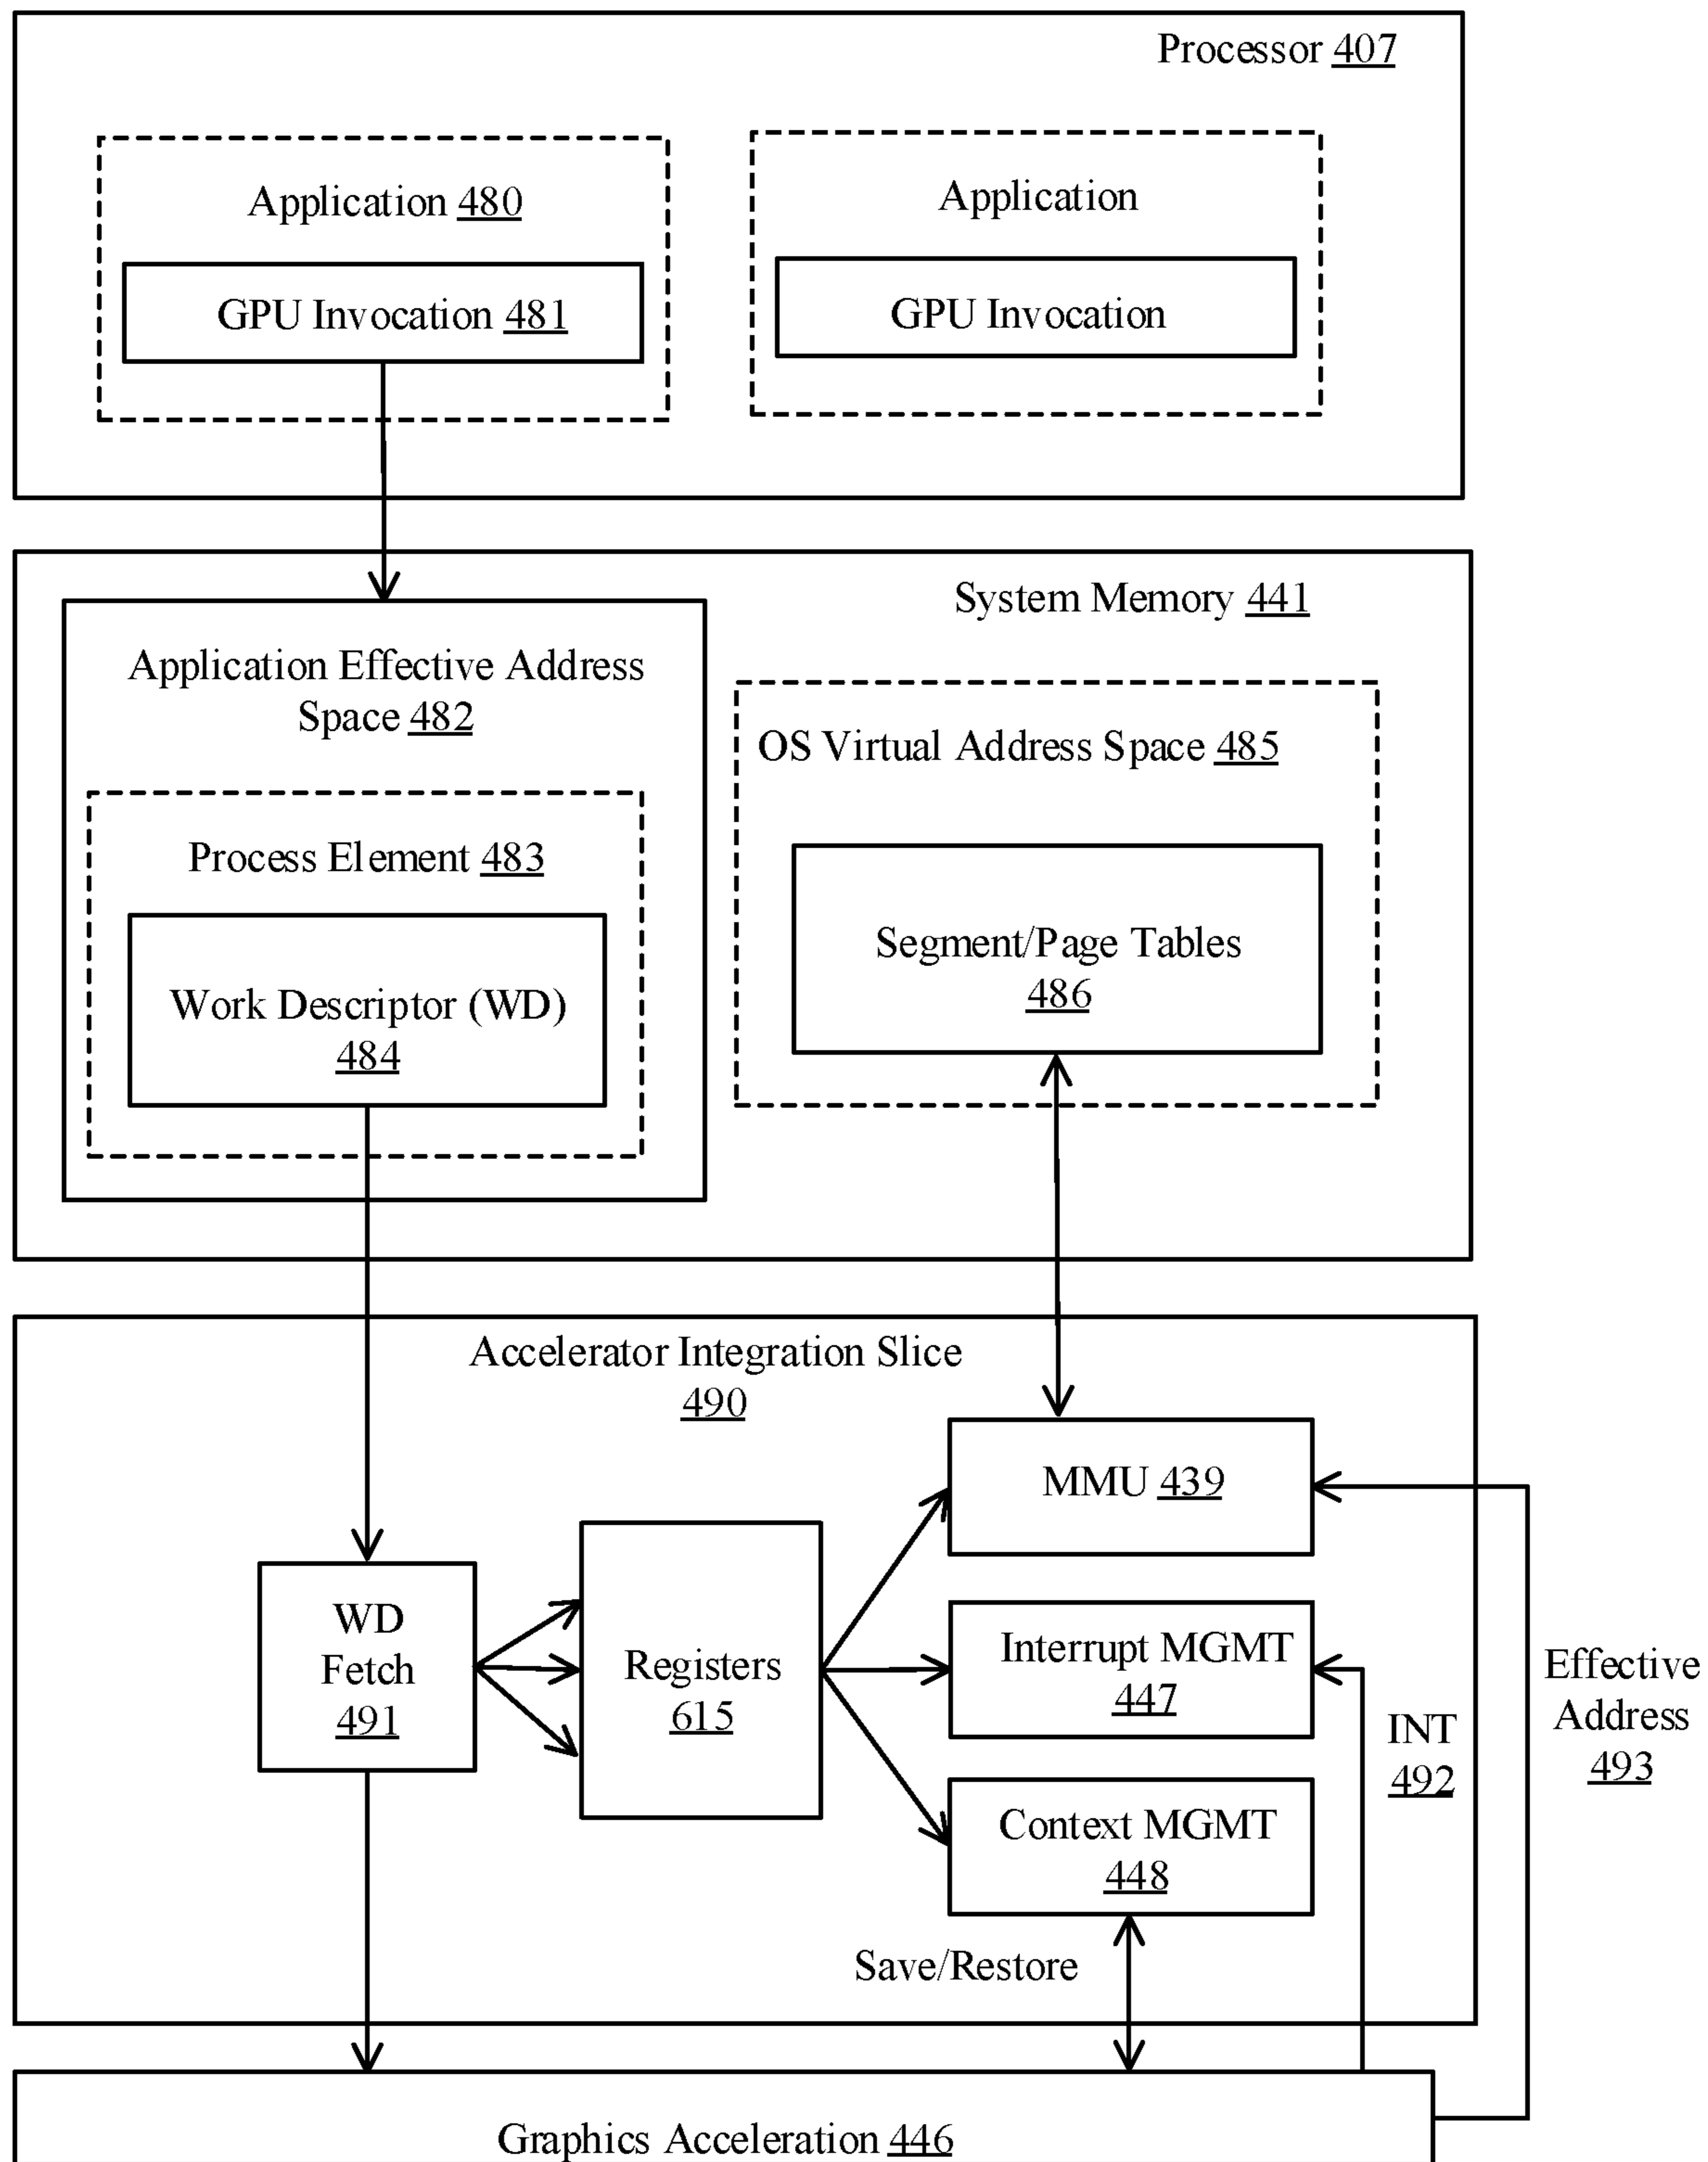 Processor 407
Application 480
GPU Invocation 481
Application
GPU Invocation
System Memory 441
Application Effective Address
Space 482
Process Element 483
Work Descriptor (WD)
484
OS Virtual Address Space 485
Segment/Page Tables
486
Accelerator Integration Slice
490
WD
Fetch
491
Registers
615
MMU 439
Interrupt MGMT
447
Context MGMT
448
Save/Restore
INT
492
Effective
Address
493
Graphics Acceleration 446